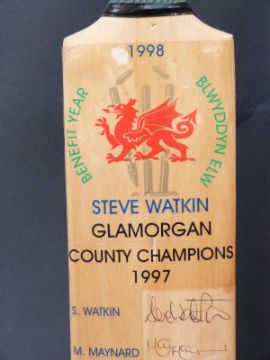 1998
BENEFIT YEAR
BLWYDDYN ELW
STEVE WATKIN
GLAMORGAN
COUNTY CHAMPIONS
1997
S. WATKIN
M. MAYNARD